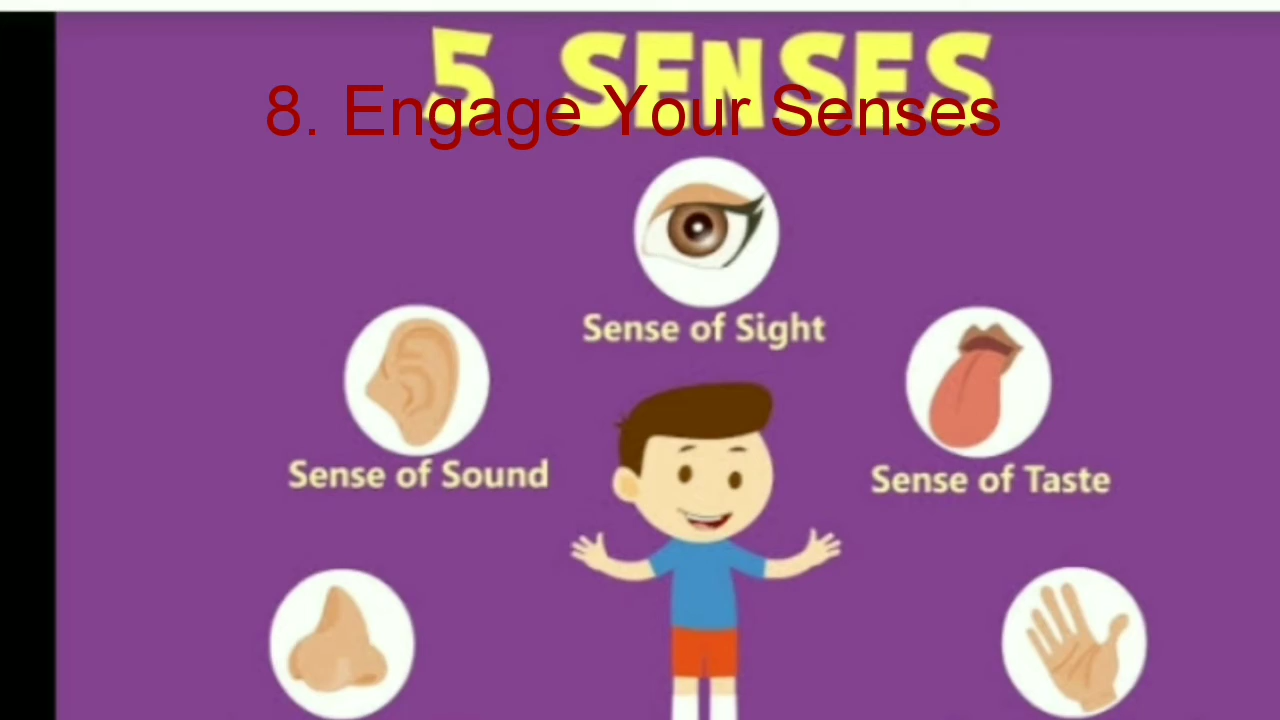 5 SENSES
8. Engage Your Senses
Sense of Sight
Sense of Sound
Sense of Taste